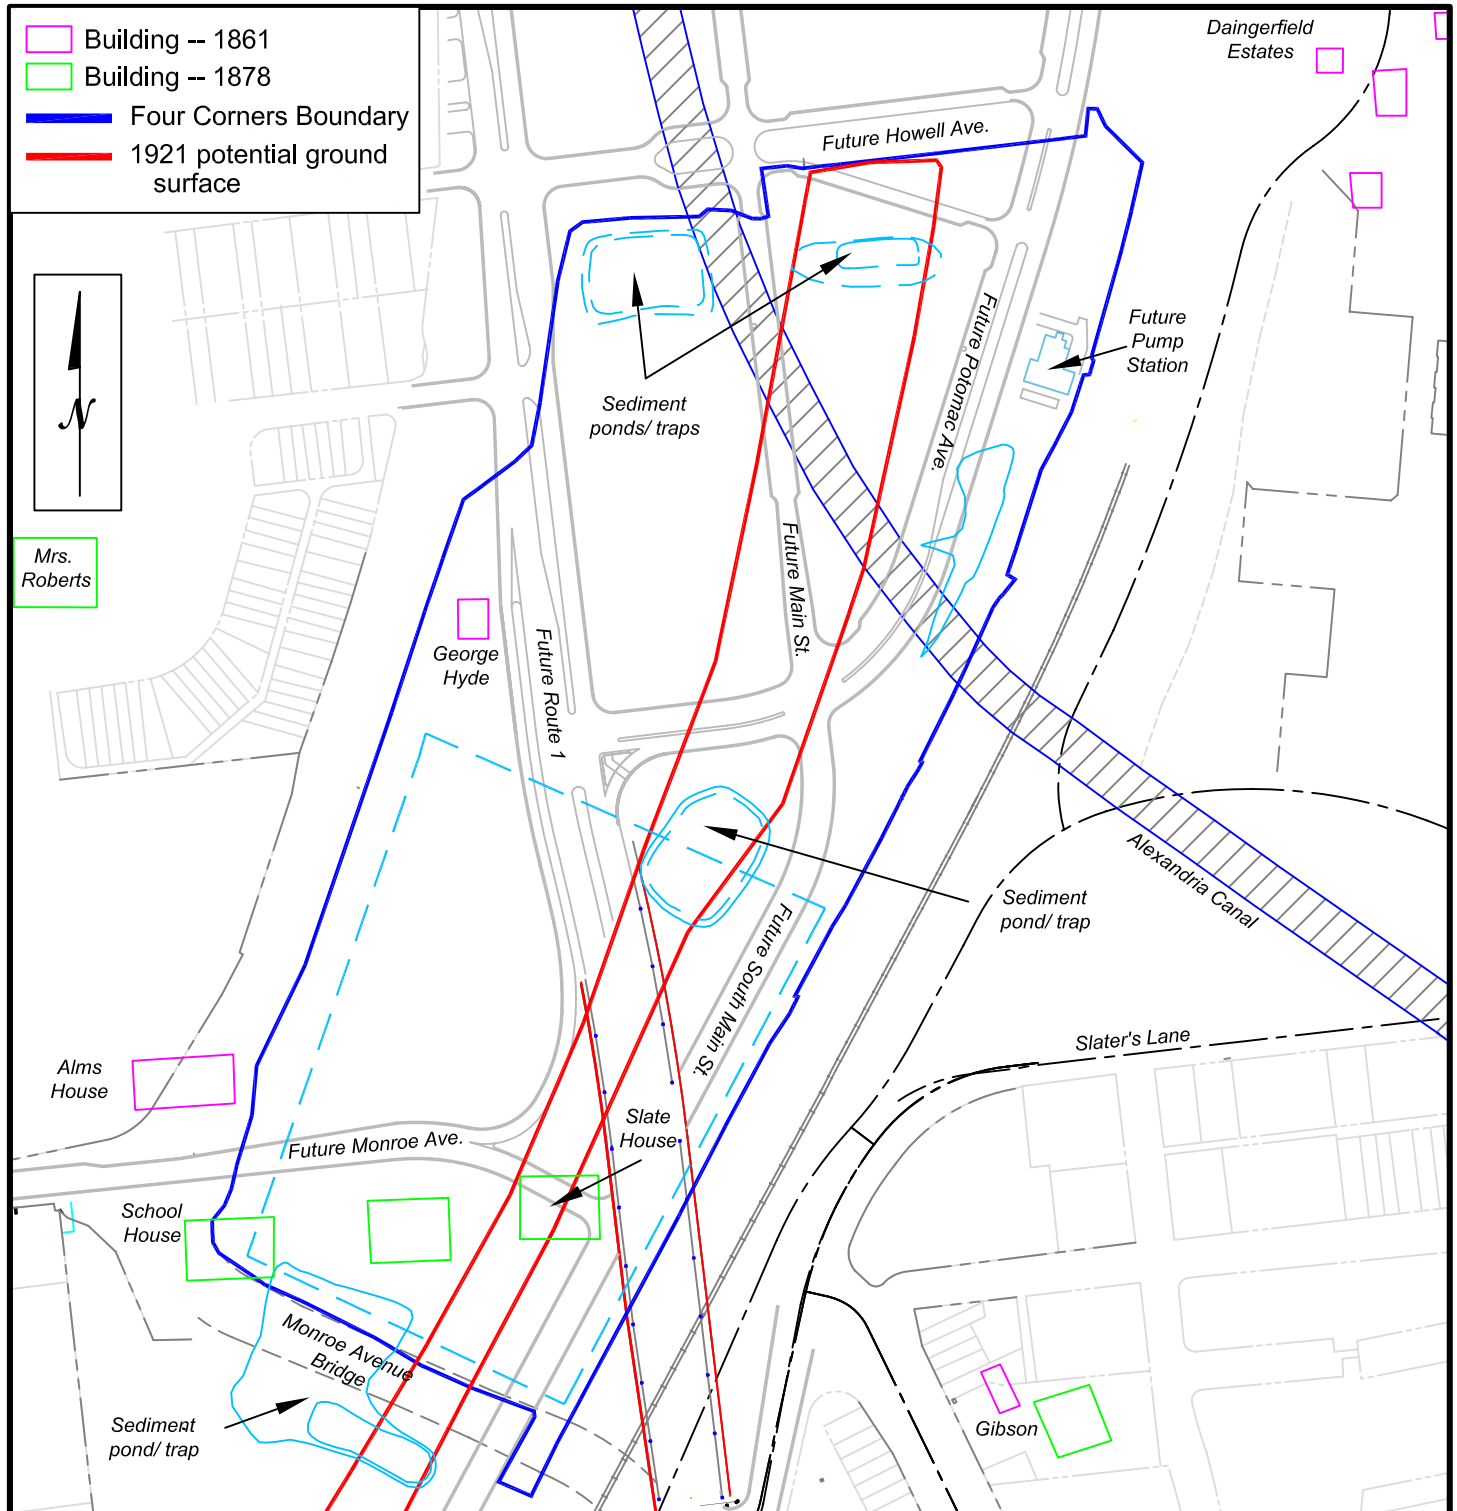 Building -- 1861
Building -- 1878
Four Corners Boundary
1921 potential ground
surface
Daingerfield
Estates
Future Howell Ave.
N
Future
Pump
Station
Future Potomac Ave.
Sediment
ponds/ traps
Mrs.
Roberts
Future Main St.
George
Hyde
Future Route 1
Alexandria Canal
Sediment
pond/ trap
Future South Main St.
Slater's Lane
Alms
House
Slate
House
Future Monroe Ave.
School
House
Monroe Avenue
Bridge
Sediment
pond/ trap
Gibson